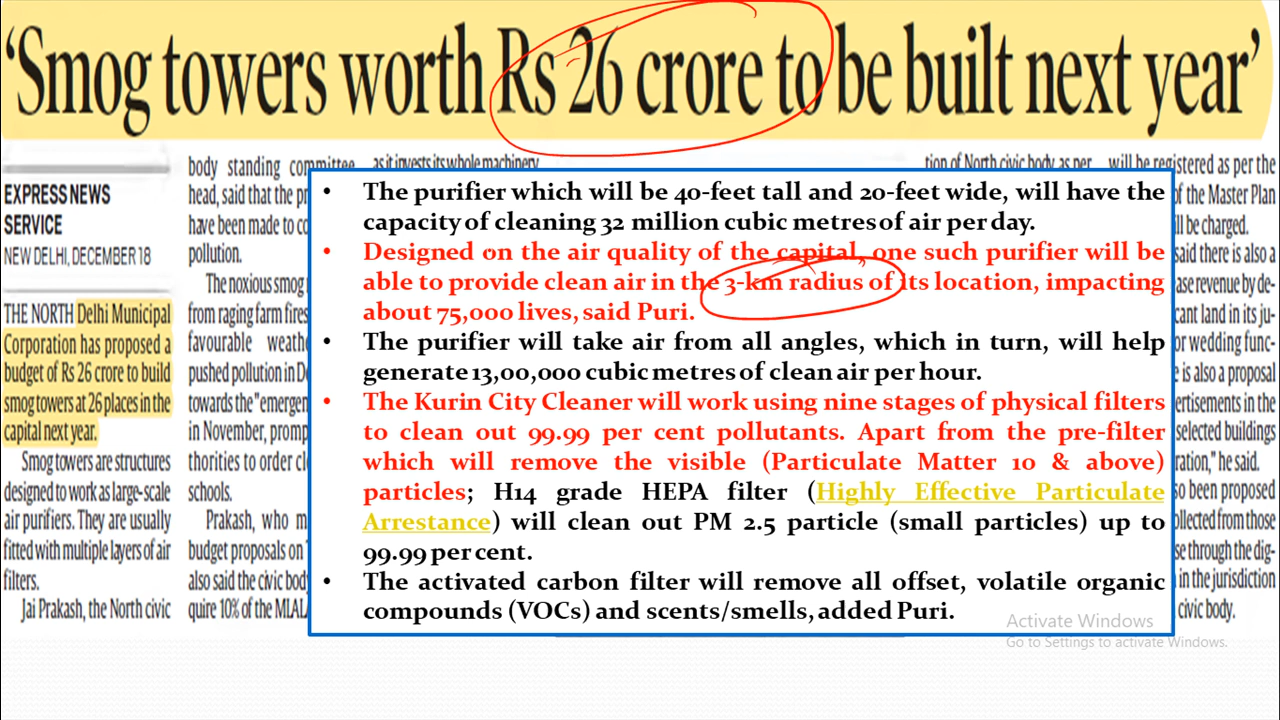 ‘Smog towers worth Rs 26 crore to be built next year’
EXPRESS NEWS
SERVICE
NEW DELHI, DECEMBER 18
THE NORTH Delhi Municipal
Corporation has proposed a
budget of Rs 26 crore to build
smog towers at 26 places in the
capital next year.
Smog towers are structures
designed to work as large-scale
air purifiers. They are usually
fitted with multiple layers of air
filters.
Jai Prakash, the North civic
body standing committee
head, said that the
have been made to
pollution.
The noxious smog
from raging farm fires
favourable
pushed pollution in
towards the
in November,
thorities to order
schools.
Prakash, who
budget proposals on
also said the civic
quire 10% of the
as it invests its whole machinery
• The purifier which will be 40-feet tall and 20-feet wide, will have the
capacity of cleaning 32 million cubic metres of air per day.
• Designed on the air quality of the capital, one such purifier will be
able to provide clean air in the 3-km radius of its location, impacting
about 75,000 lives, said Puri.
• The purifier will take air from all angles, which in turn, will help
generate 13,00,000 cubic metres of clean air per hour.
• The Kurin City Cleaner will work using nine stages of physical filters
to clean out 99.99 per cent pollutants. Apart from the pre-filter
which will remove the visible (Particulate Matter 10 & above)
particles; H14 grade HEPA filter (Highly Effective Particulate
Arrestance) will clean out PM 2.5 particle (small particles) up to
99.99 per cent.
• The activated carbon filter will remove all offset, volatile organic
compounds (VOCs) and scents/smells, added Puri.
tion of North civic body as per
will be registered as per the
of the Master Plan
be charged.
said there is also a
revenue by de-
land in its ju-
or wedding func-
is also a proposal
in the
selected buildings
he said.
been proposed
from those
through the dig-
in the jurisdiction
civic body.
Activate Windows
Go to Settings to activate Windows.